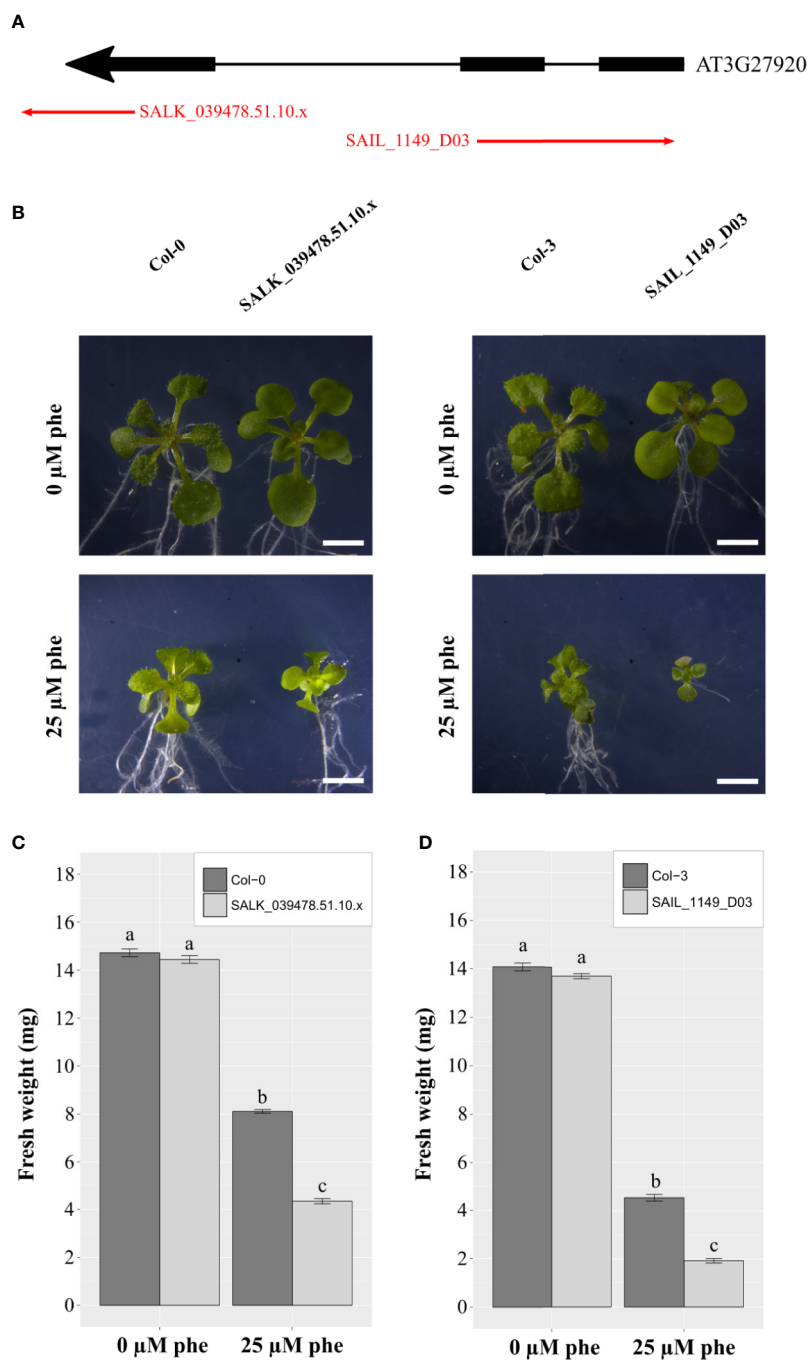 A
AT3G27920
SALK_039478.51.10.x
SAIL_1149_D03
B
Col-0
SALK_039478.51.10.x
Col-3
SAIL_1149_D03
0 µM phe
0 µM phe
25 µM phe
25 µM phe
C
Fresh weight (mg)
18
16
14
12
10
8
6
4
2
0
Col−0
SALK_039478.51.10.x
a
a
b
c
0 µM phe
25 µM phe
D
Fresh weight (mg)
18
16
14
12
10
8
6
4
2
0
Col−3
SAIL_1149_D03
a
a
b
c
0 µM phe
25 µM phe